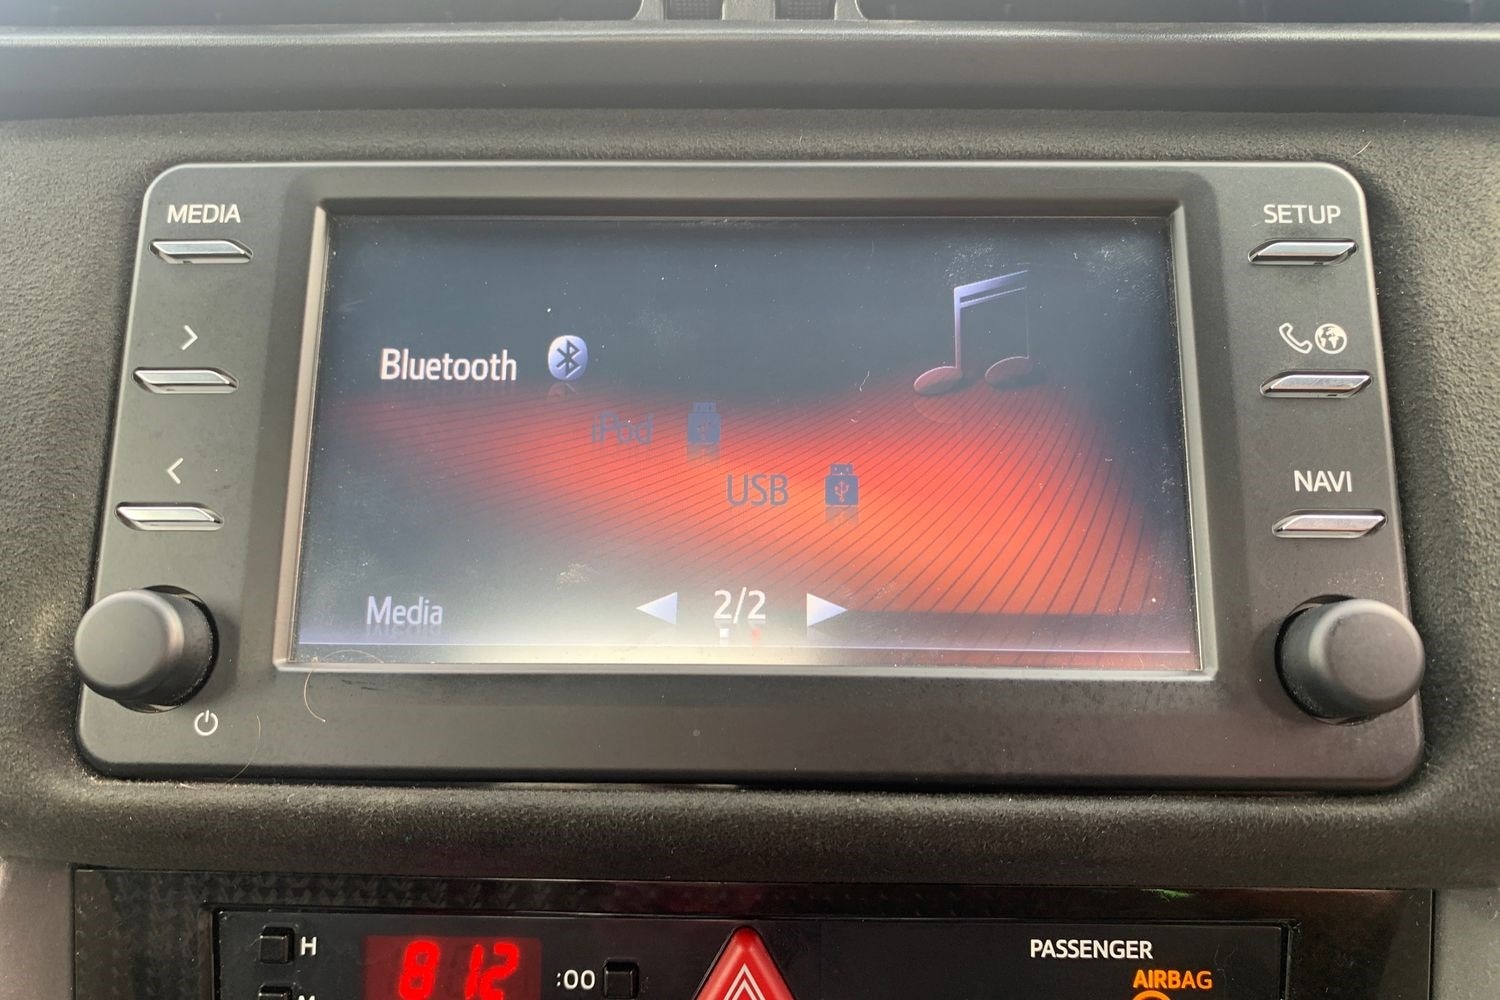 MEDIA
SETUP
>
<
Bluetooth
iPod
USB
NAVI
Media
2/2
H
812
:00
PASSENGER
AIRBAG